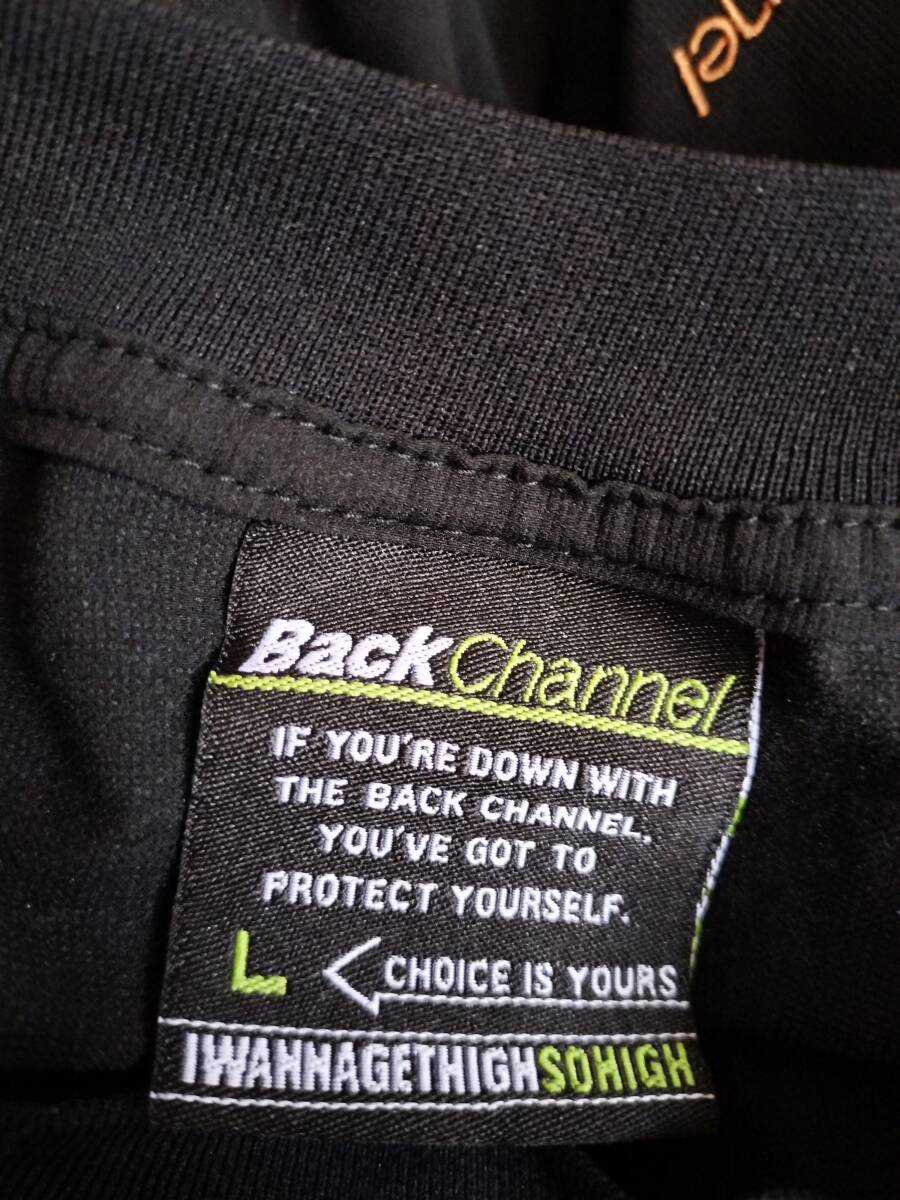 nel
BackChannel
IF YOU'RE DOWN WITH
THE BACK CHANNEL,
YOU'VE GOT TO
PROTECT YOURSELF.
L CHOICE IS YOURS
IWANNAGETHIGHSOHIGH